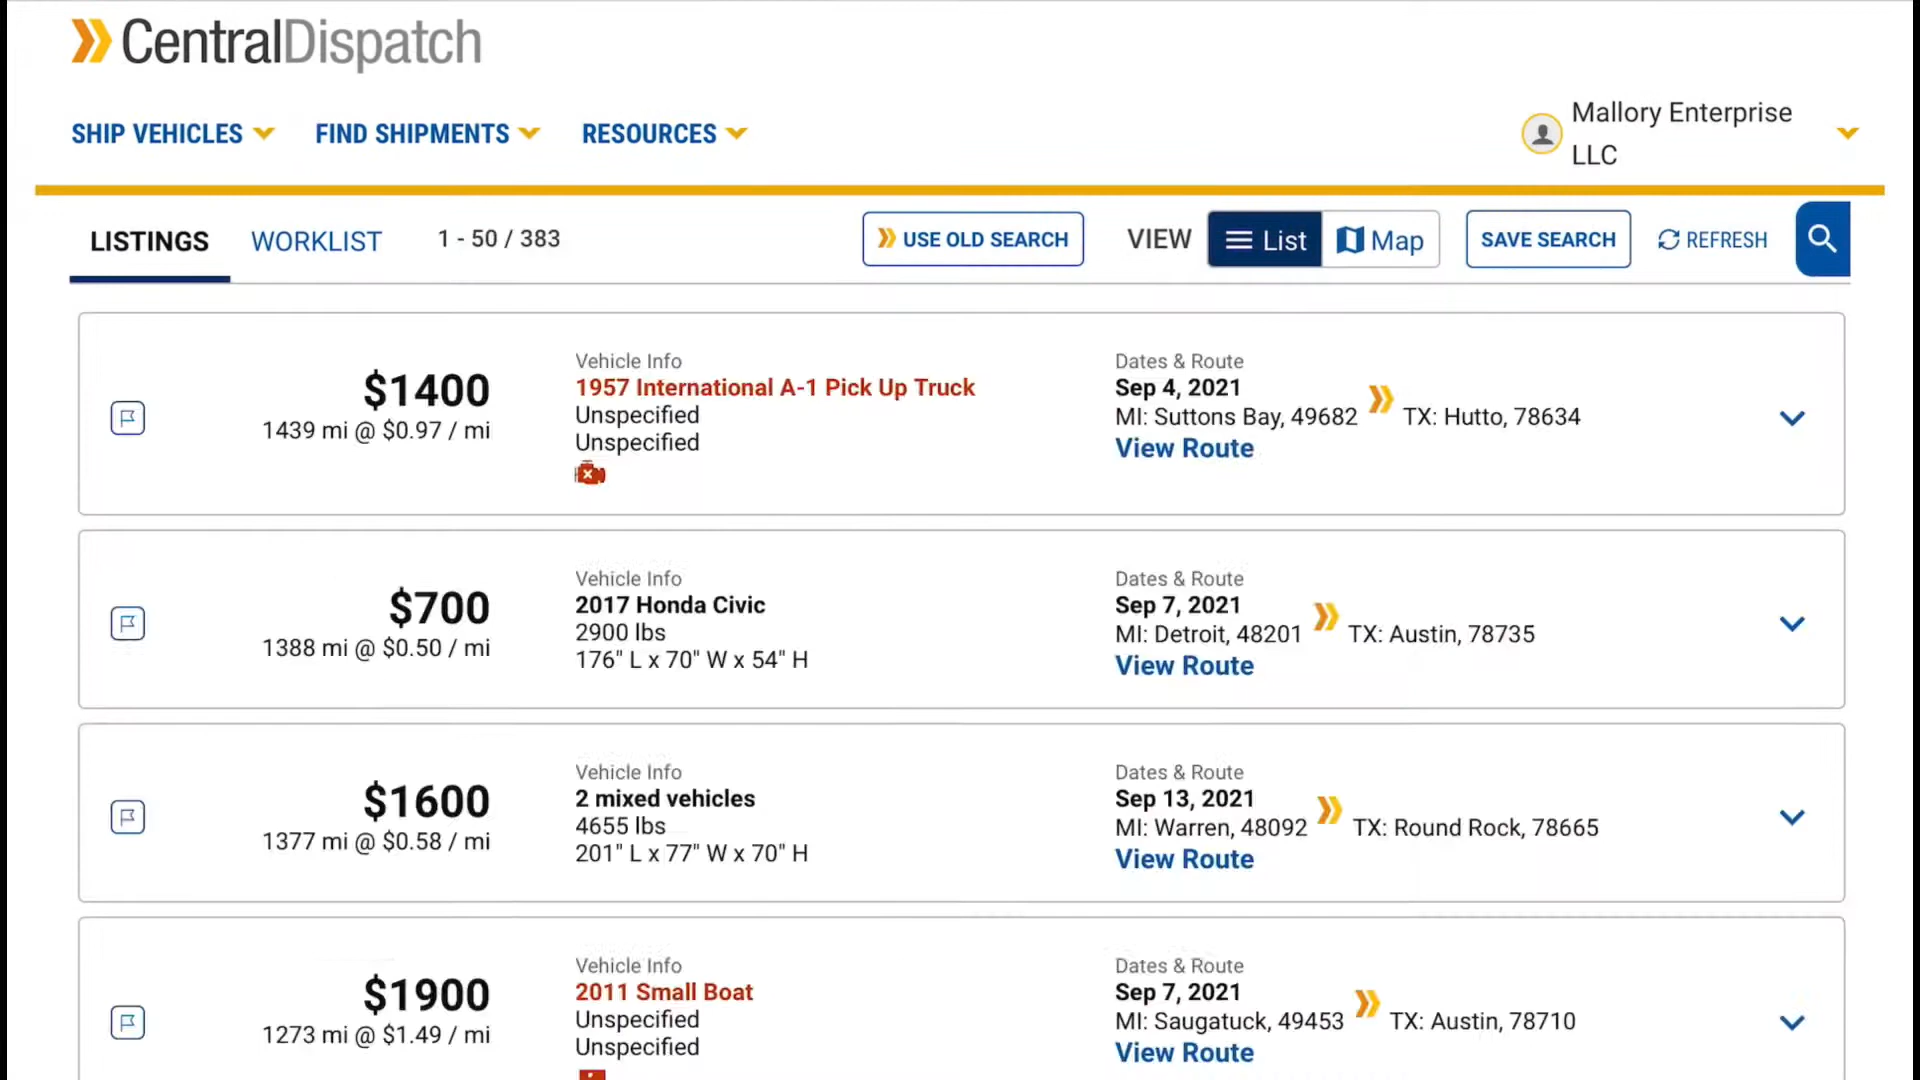 CentralDispatch
SHIP VEHICLES FIND SHIPMENTS RESOURCES
Mallory Enterprise
LLC
LISTINGS WORKLIST 1 - 50 / 383 USE OLD SEARCH VIEW List Map SAVE SEARCH REFRESH
$1400
1439 mi @ $0.97 / mi
Vehicle Info
1957 International A-1 Pick Up Truck
Unspecified
Unspecified
Dates & Route
Sep 4, 2021
MI: Suttons Bay, 49682 TX: Hutto, 78634
View Route
$700
1388 mi @ $0.50 / mi
Vehicle Info
2017 Honda Civic
2900 lbs
176" L x 70" W x 54" H
Dates & Route
Sep 7, 2021
MI: Detroit, 48201 TX: Austin, 78735
View Route
$1600
1377 mi @ $0.58 / mi
Vehicle Info
2 mixed vehicles
4655 lbs
201" L x 77" W x 70" H
Dates & Route
Sep 13, 2021
MI: Warren, 48092 TX: Round Rock, 78665
View Route
$1900
1273 mi @ $1.49 / mi
Vehicle Info
2011 Small Boat
Unspecified
Unspecified
Dates & Route
Sep 7, 2021
MI: Saugatuck, 49453 TX: Austin, 78710
View Route